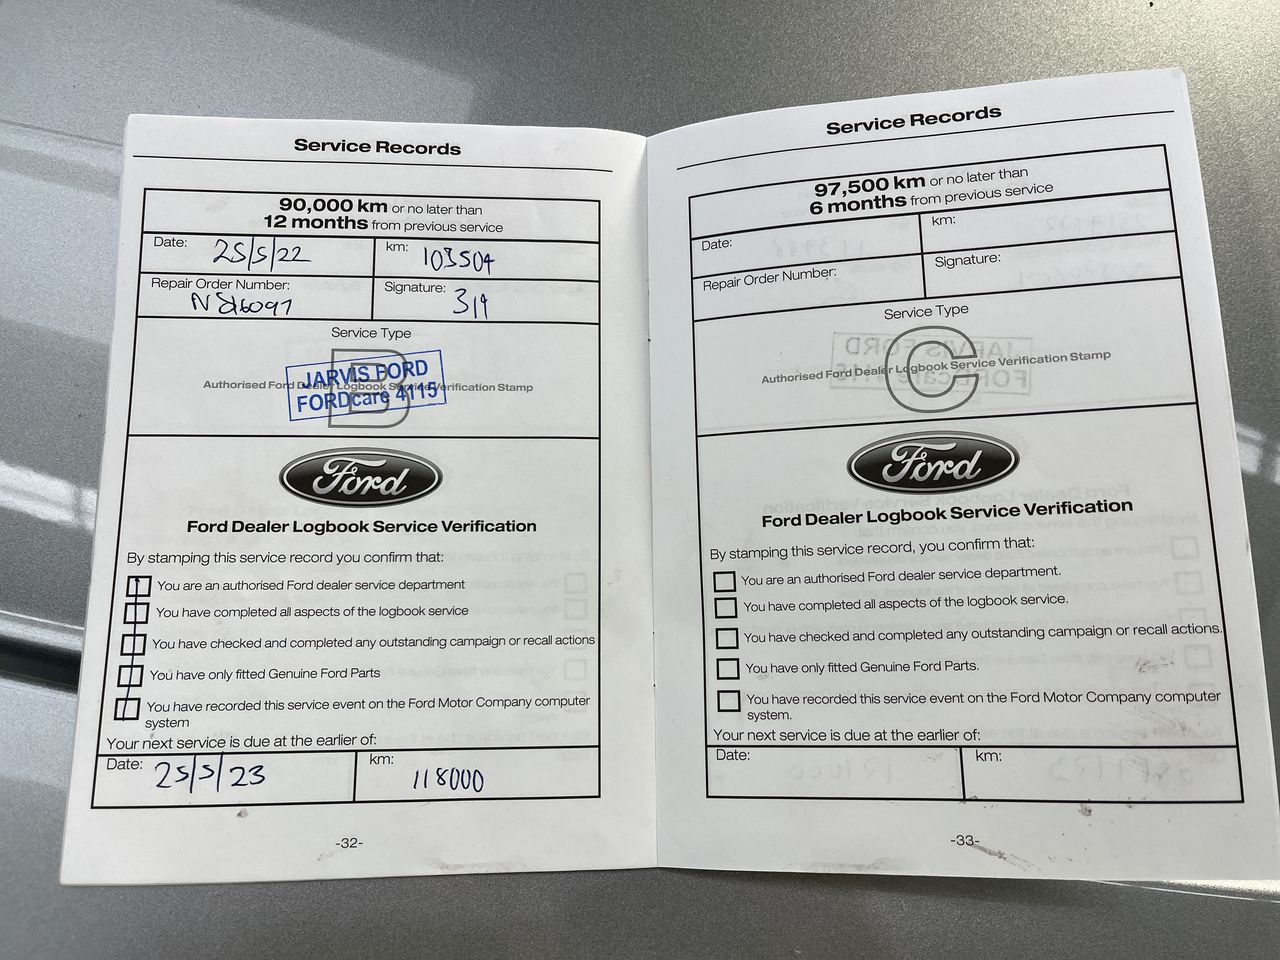 Service Records
90,000 km or no later than
12 months from previous service
Date: 25/5/22
km: 103504
Repair Order Number:
Signature: 319
Service Type
B
Authorised Ford Dealer Logbook Service Verification Stamp
JARVIS FORD
FORDcare 4115
Ford
Ford Dealer Logbook Service Verification
By stamping this service record you confirm that:
You are an authorised Ford dealer service department
You have completed all aspects of the logbook service
You have checked and completed any outstanding campaign or recall actions
You have only fitted Genuine Ford Parts
You have recorded this service event on the Ford Motor Company computer
system
Your next service is due at the earlier of:
Date: 25/5/23
km: 118000
-32-
Service Records
97,500 km or no later than
6 months from previous service
Date:
km:
Repair Order Number:
Signature:
Service Type
C
Authorised Ford Dealer Logbook Service Verification Stamp
Ford
Ford Dealer Logbook Service Verification
By stamping this service record, you confirm that:
You are an authorised Ford dealer service department.
You have completed all aspects of the logbook service.
You have checked and completed any outstanding campaign or recall actions.
You have only fitted Genuine Ford Parts.
You have recorded this service event on the Ford Motor Company computer
system.
Your next service is due at the earlier of:
Date:
km:
-33-